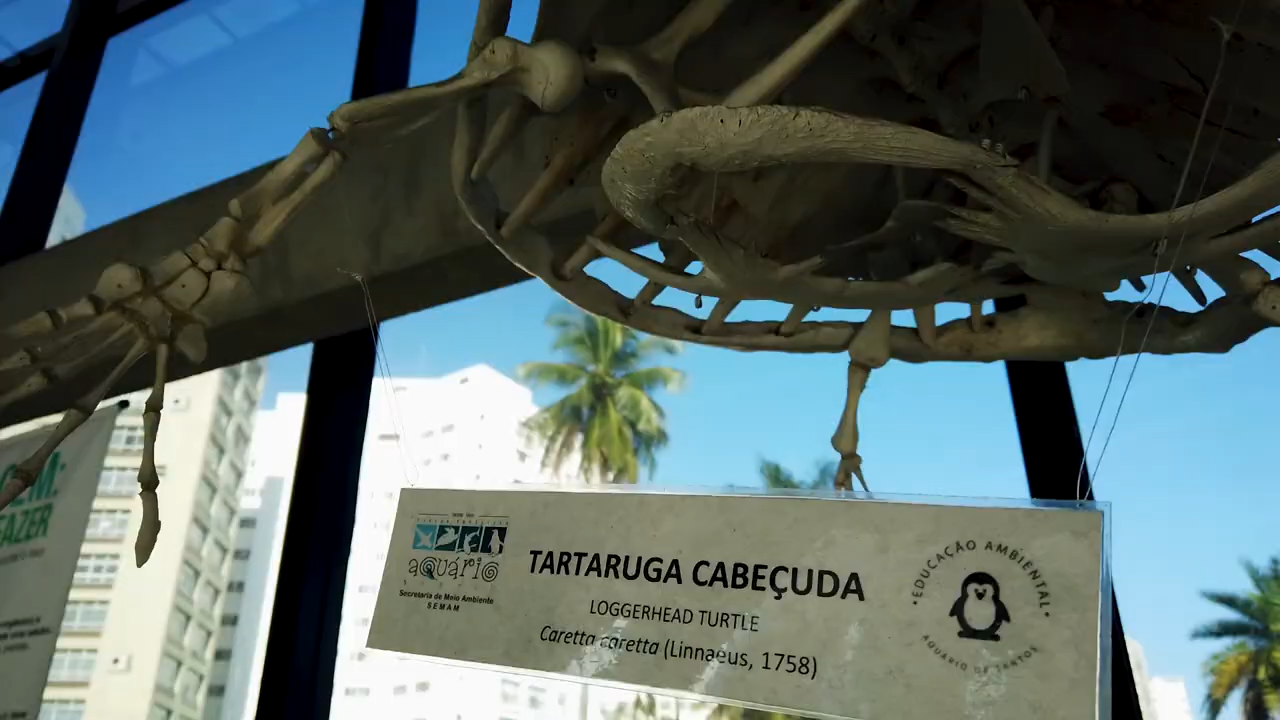 aquário
Secretaria de Meio Ambiente
SEMAM
TARTARUGA CABEÇUDA
LOGGERHEAD TURTLE
Caretta caretta (Linnaeus, 1758)
• EDUCAÇÃO AMBIENTAL •
AQUÁRIO DE SANTOS
FAZER